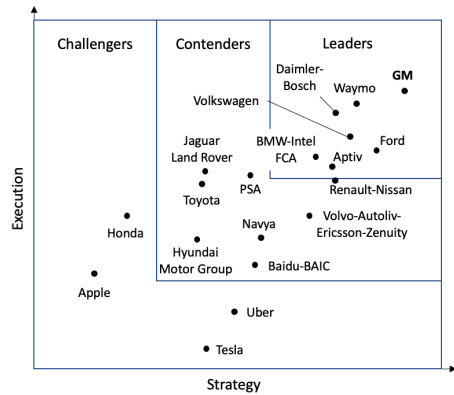 Challengers
Contenders
Leaders
Daimler-
Bosch
Waymo
GM
Volkswagen
Jaguar
Land Rover
BMW-Intel
FCA
Ford
Aptiv
Toyota
PSA
Renault-Nissan
Honda
Navya
Volvo-Autoliv-
Ericsson-Zenuity
Hyundai
Motor Group
Baidu-BAIC
Apple
Uber
Tesla
Execution
Strategy